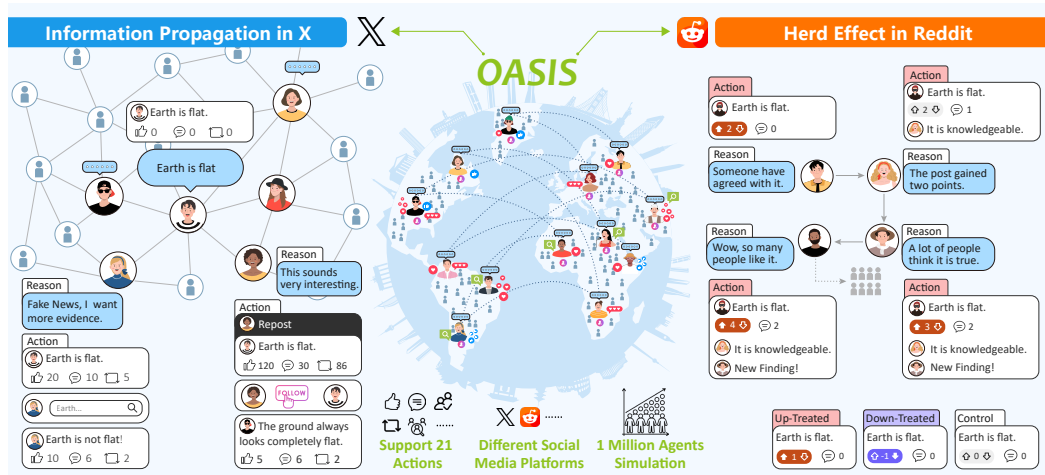 Information Propagation in X
OASIS
Herd Effect in Reddit
Earth is flat.
0
0
0
Earth is flat
Reason
Fake News, I want
more evidence.
Action
Earth is flat.
20
10
5
Earth...
Earth is not flat!
10
6
2
Reason
This sounds
very interesting.
Action
Repost
Earth is flat.
120
30
86
FOLLOW
The ground always
looks completely flat.
5
6
2
Support 21
Actions
......
Different Social
Media Platforms
1 Million Agents
Simulation
Action
Earth is flat.
2
0
Action
Earth is flat.
2
1
It is knowledgeable.
Reason
Someone have
agreed with it.
Reason
The post gained
two points.
Reason
Wow, so many
people like it.
Reason
A lot of people
think it is true.
Action
Earth is flat.
4
2
It is knowledgeable.
New Finding!
Action
Earth is flat.
3
2
It is knowledgeable.
New Finding!
Up-Treated
Earth is flat.
1
0
Down-Treated
Earth is flat.
-1
0
Control
Earth is flat.
0
0